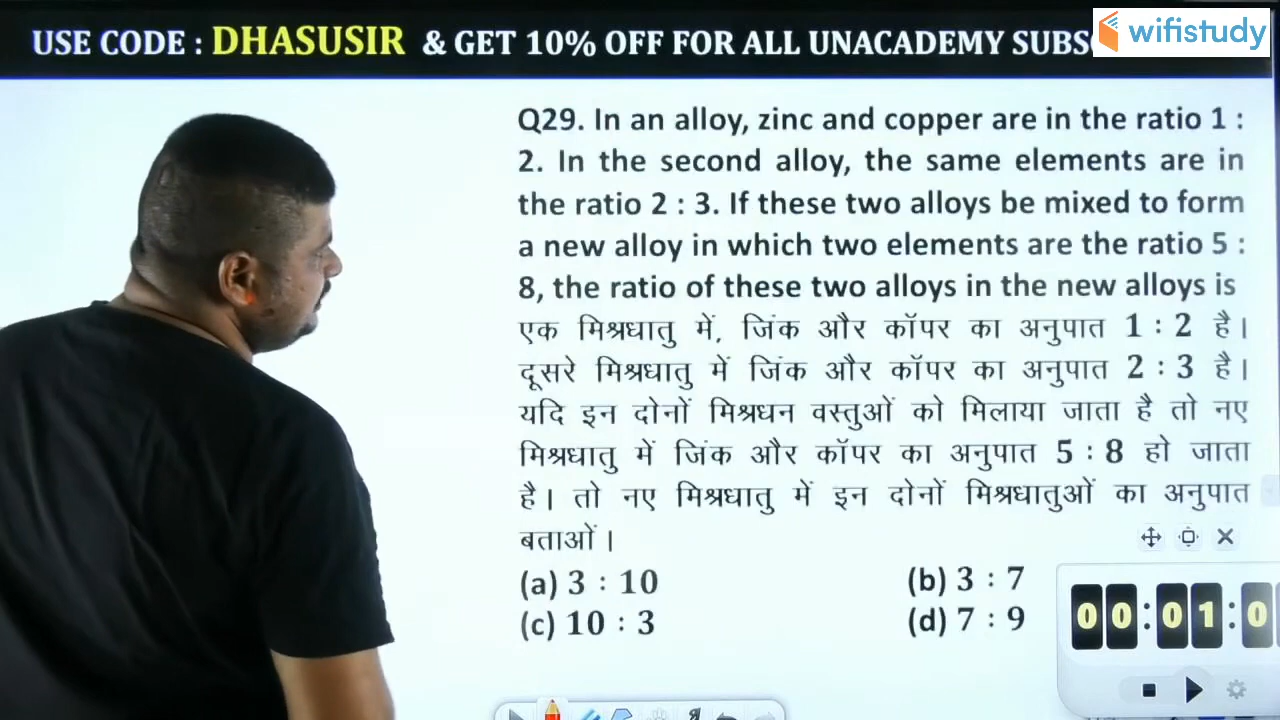 USE CODE : DHASUSIR & GET 10% OFF FOR ALL UNACADEMY
wifistudy
Q29. In an alloy, zinc and copper are in the ratio 1 :
2. In the second alloy, the same elements are in
the ratio 2 : 3. If these two alloys be mixed to form
a new alloy in which two elements are the ratio 5 :
8, the ratio of these two alloys in the new alloys is
एक मिश्रधातु में, जिंक और कॉपर का अनुपात 1 : 2 है।
दूसरे मिश्रधातु में जिंक और कॉपर का अनुपात 2 : 3 है।
यदि इन दोनों मिश्रधन वस्तुओं को मिलाया जाता है तो नए
मिश्रधातु में जिंक और कॉपर का अनुपात 5 : 8 हो जाता
है। तो नए मिश्रधातु में इन दोनों मिश्रधातुओं का अनुपात
बताओं ।
(a) 3 : 10 (b) 3 : 7
(c) 10 : 3 (d) 7 : 9
00:01:0